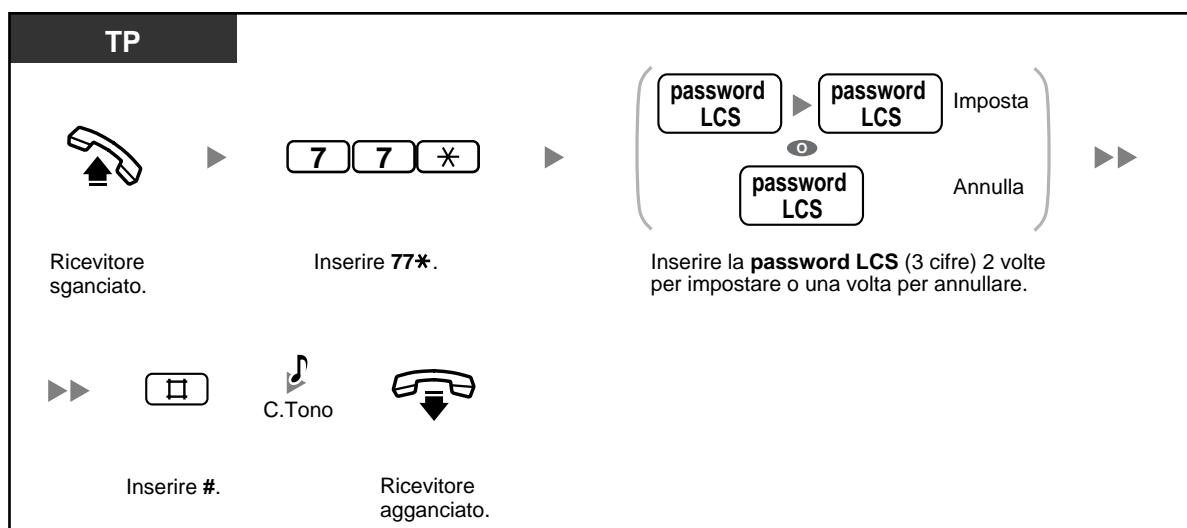 TP
Ricevitore
sganciato.
7 7 *
Inserire 77*.
password
LCS
password
LCS
Imposta
O
password
LCS
Annulla
Inserire la password LCS (3 cifre) 2 volte
per impostare o una volta per annullare.
#
Inserire #.
C.Tono
Ricevitore
agganciato.